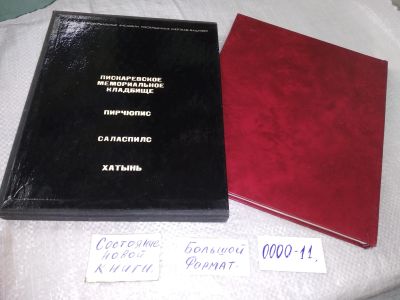 ПИСКАРЕВСКОЕ
МЕМОРИАЛЬНОЕ
КЛАДБИЩЕ
ПИРЧЮПИС
САЛАСПИЛС
ХАТЫНЬ
Состояние
новой
книги.
Большой
Формат.
0000-11,